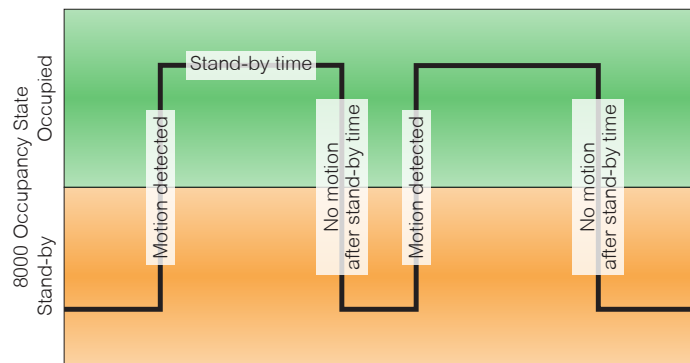 8000 Occupancy State
Occupied
Stand-by
Stand-by time
Motion detected
No motion
after stand-by time
Motion detected
No motion
after stand-by time